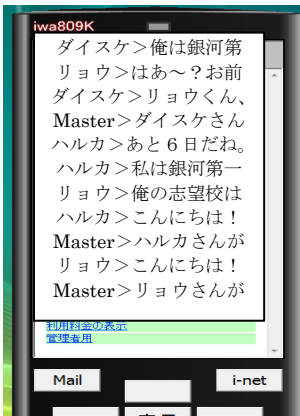 iwa809K
ダイスケ＞俺は銀河第
リョウ＞はあ～？お前
ダイスケ＞リョウくん、
Master＞ダイスケさん
ハルカ＞あと６日だね。
ハルカ＞私は銀河第一
リョウ＞俺の志望校は
ハルカ＞こんにちは！
Master＞ハルカさんが
リョウ＞こんにちは！
Master＞リョウさんが
利用料金の表示
管理者用
Mail
i-net